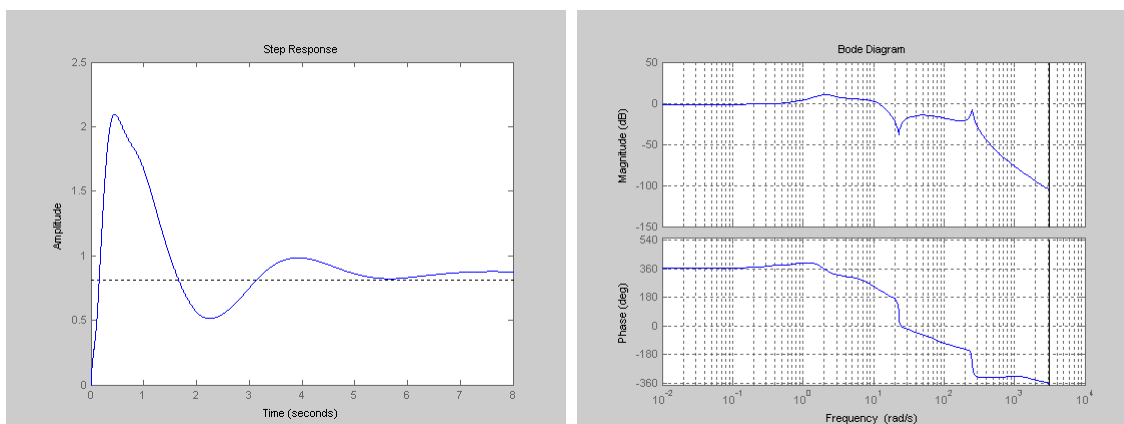 Step Response
2.5
2
1.5
1
0.5
0
0 1 2 3 4 5 6 7 8
Amplitude
Time (seconds)
Bode Diagram
50
0
-50
-100
-150
Magnitude (dB)
540
360
180
0
-180
-360
Phase (deg)
10^-2 10^-1 10^0 10^1 10^2 10^3 10^4
Frequency (rad/s)